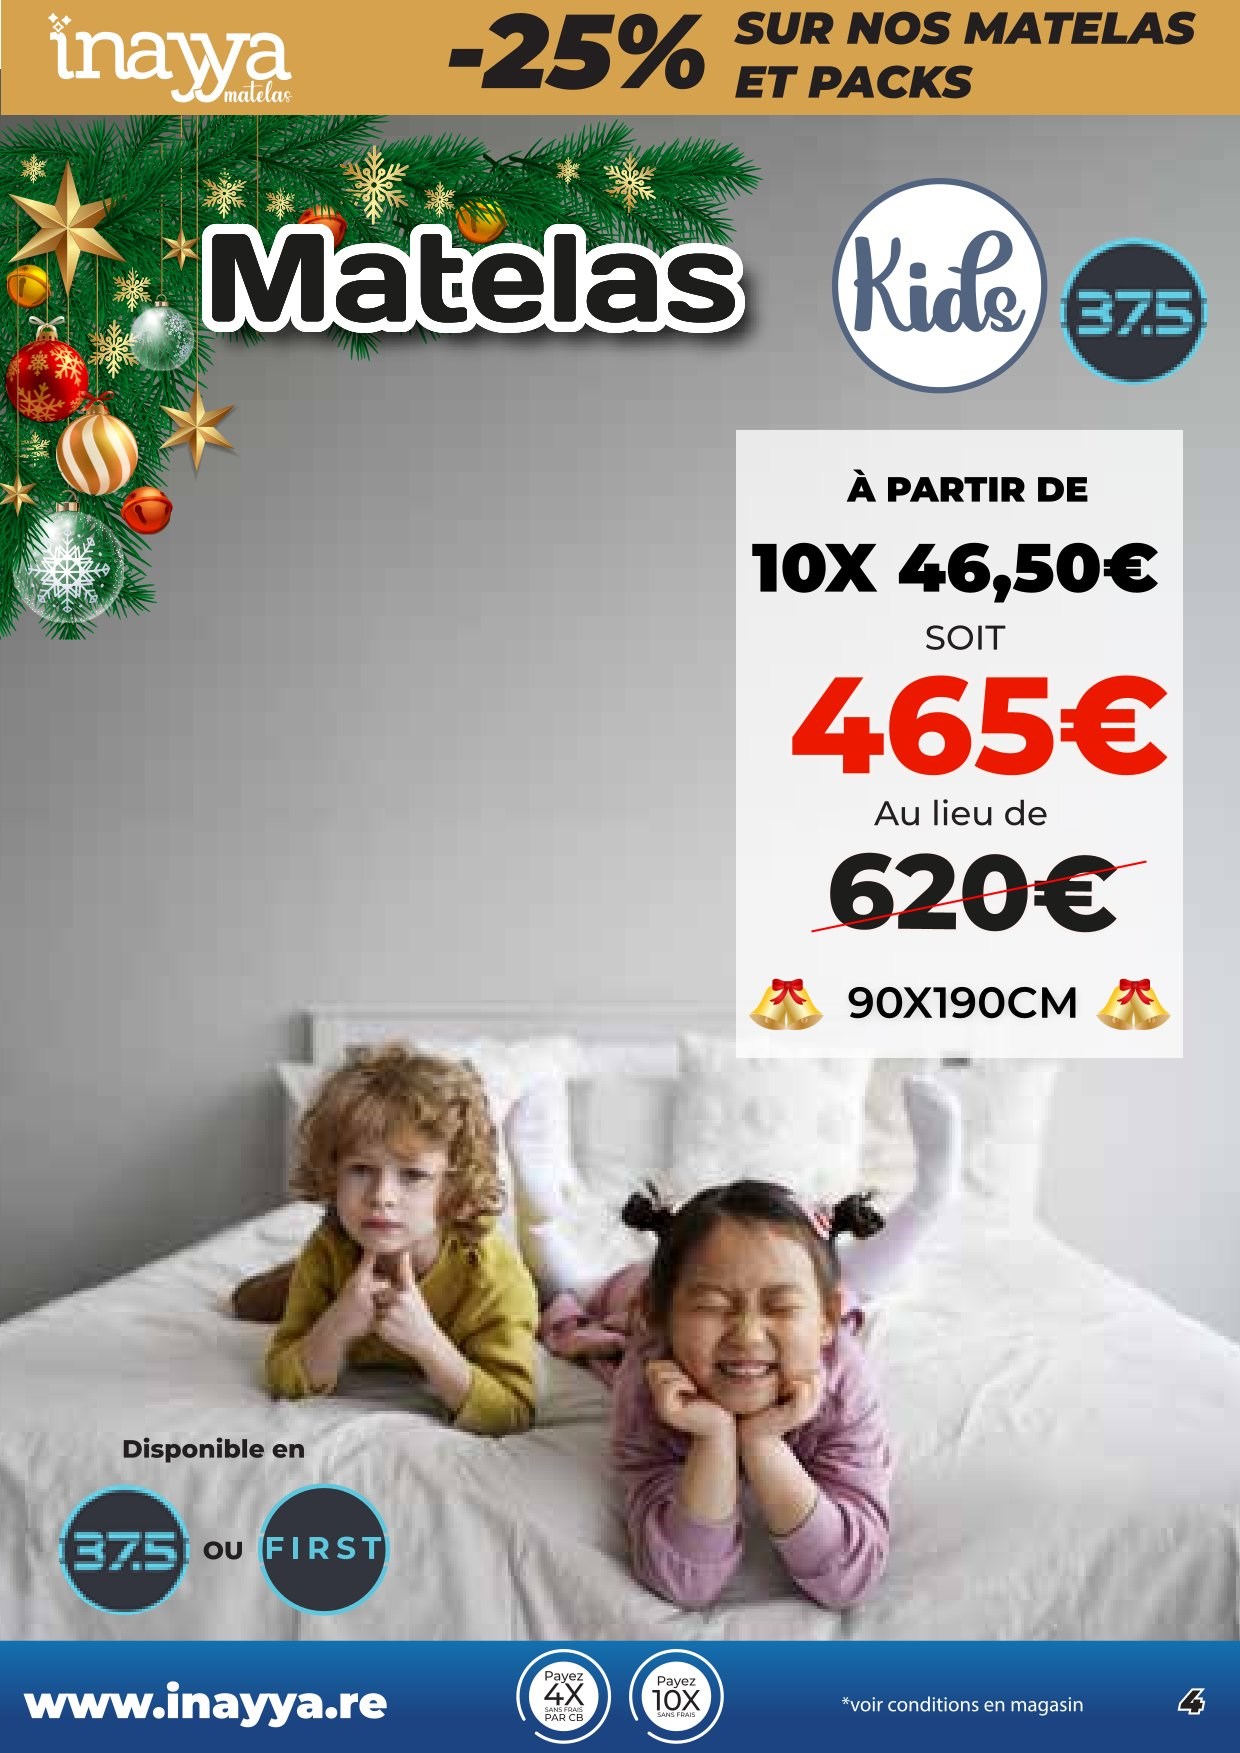 inayya
matelas
-25% SUR NOS MATELAS
ET PACKS
Matelas
Kids
37.5
À PARTIR DE
10X 46,50€
SOIT
465€
Au lieu de
620€
90X190CM
Disponible en
37.5 OU FIRST
www.inayya.re
Payez
4X
SANS FRAIS
PAR CB
Payez
10X
SANS FRAIS
*voir conditions en magasin
4